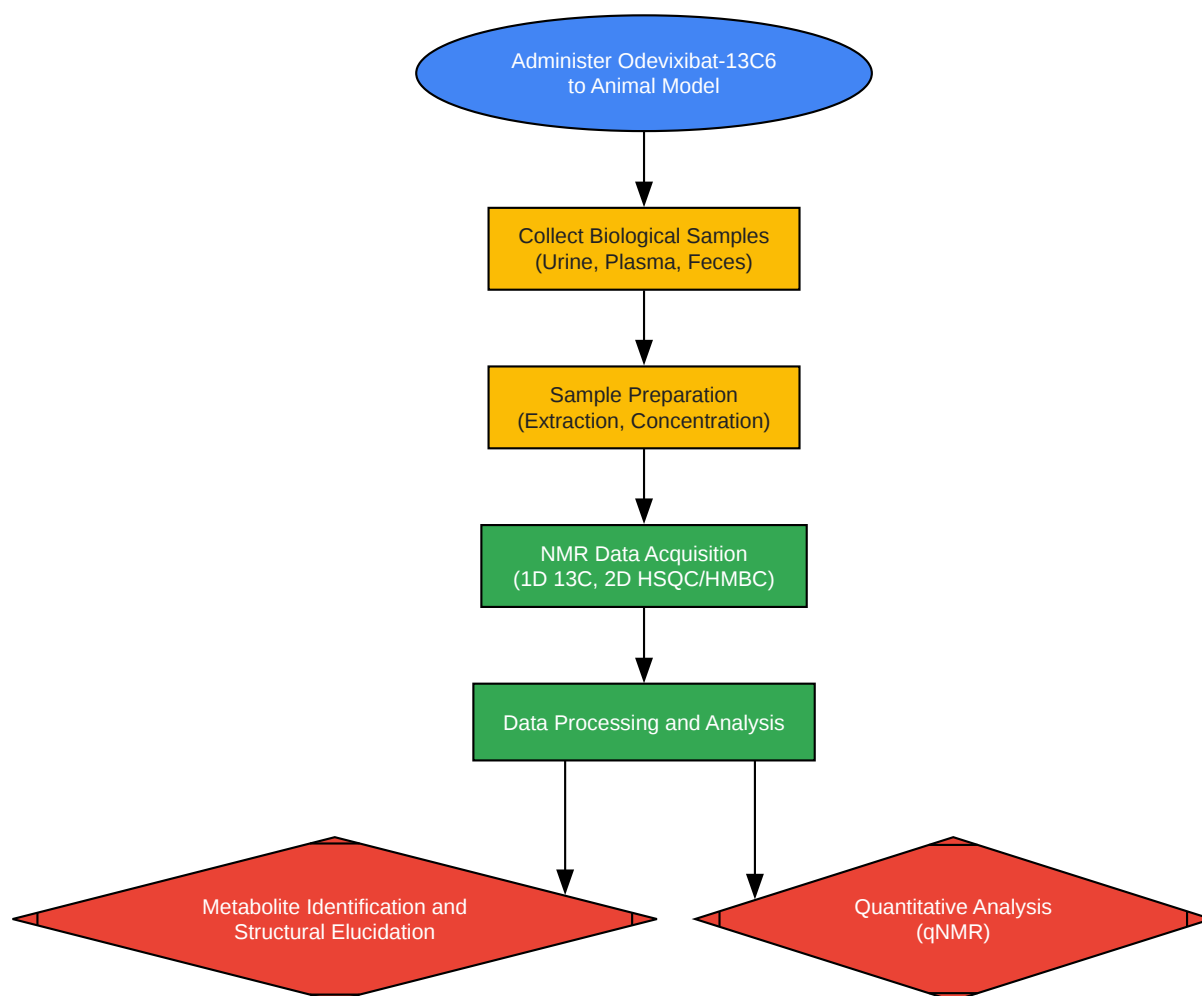 Administer Odevixibat-13C6
to Animal Model
Collect Biological Samples
(Urine, Plasma, Feces)
Sample Preparation
(Extraction, Concentration)
NMR Data Acquisition
(1D 13C, 2D HSQC/HMBC)
Data Processing and Analysis
Metabolite Identification and
Structural Elucidation
Quantitative Analysis
(qNMR)